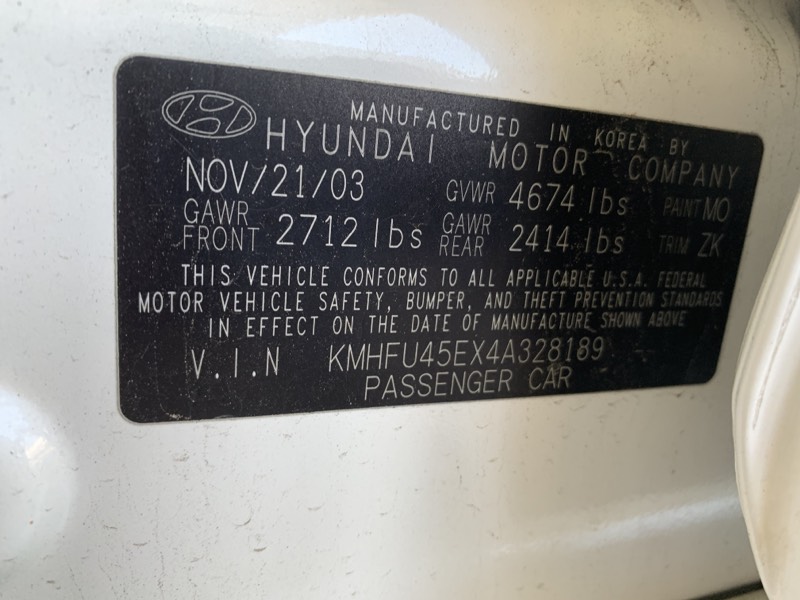 MANUFACTURED IN KOREA BY
HYUNDAI MOTOR COMPANY
NOV/21/03 GVWR 4674 lbs PAINT MO
GAWR FRONT 2712 lbs GAWR REAR 2414 lbs TRIM ZK
THIS VEHICLE CONFORMS TO ALL APPLICABLE U.S.A. FEDERAL
MOTOR VEHICLE SAFETY, BUMPER, AND THEFT PREVENTION STANDARDS
IN EFFECT ON THE DATE OF MANUFACTURE SHOWN ABOVE
V.I.N KMHFU45EX4A328189
PASSENGER CAR